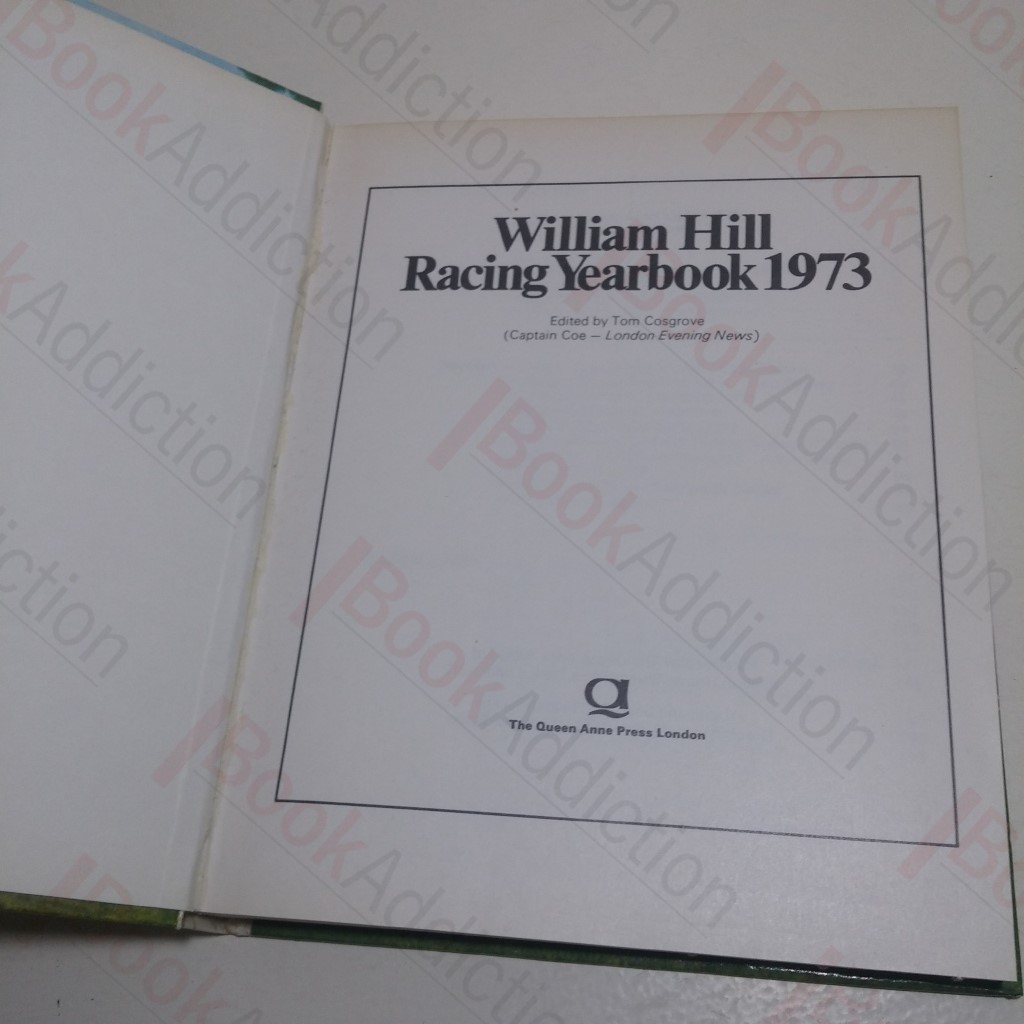 William Hill
Racing Yearbook 1973
Edited by Tom Cosgrove
(Captain Coe – London Evening News)
The Queen Anne Press London
BookAddiction